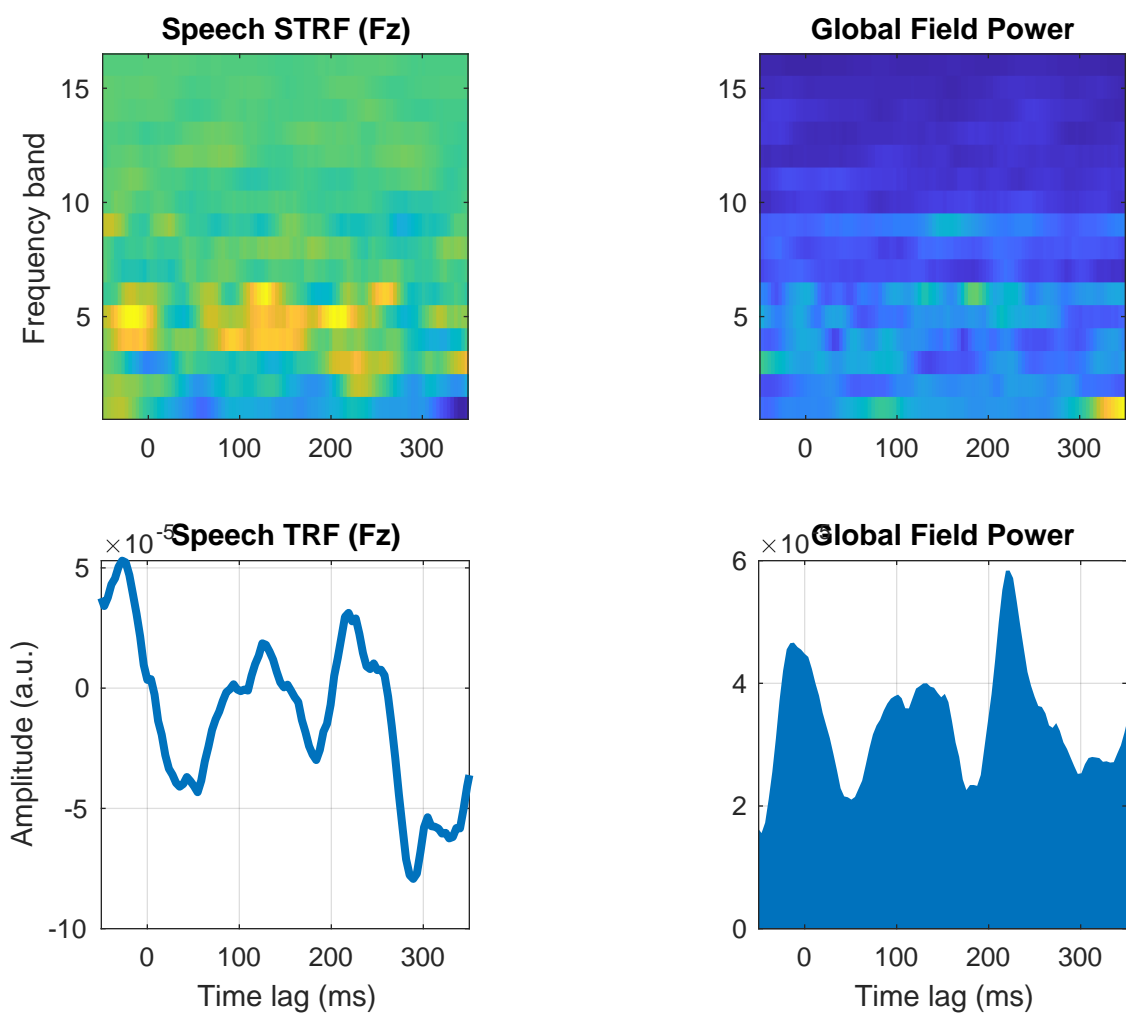 Speech STRF (Fz)
Frequency band
15
10
5
0 100 200 300
Global Field Power
15
10
5
0 100 200 300
Speech TRF (Fz)
×10-5
Amplitude (a.u.)
5
0
-5
-10
0 100 200 300
Time lag (ms)
Global Field Power
×10
6
4
2
0
0 100 200 300
Time lag (ms)